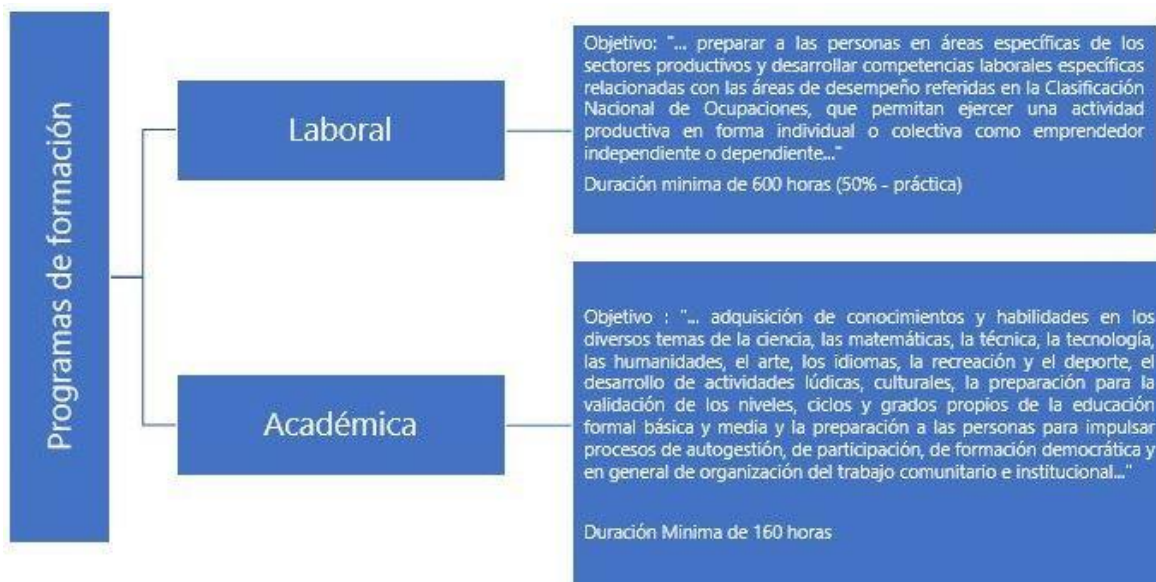 Programas de formación
Laboral
Objetivo: "... preparar a las personas en áreas específicas de los
sectores productivos y desarrollar competencias laborales específicas
relacionadas con las áreas de desempeño referidas en la Clasificación
Nacional de Ocupaciones, que permitan ejercer una actividad
productiva en forma individual o colectiva como emprendedor
independiente o dependiente..."
Duración minima de 600 horas (50% - práctica)
Académica
Objetivo : "... adquisición de conocimientos y habilidades en los
diversos temas de la ciencia, las matemáticas, la técnica, la tecnología,
las humanidades, el arte, los idiomas, la recreación y el deporte, el
desarrollo de actividades lúdicas, culturales, la preparación para la
validación de los niveles, ciclos y grados propios de la educación
formal básica y media y la preparación a las personas para impulsar
procesos de autogestión, de participación, de formación democrática y
en general de organización del trabajo comunitario e institucional..."
Duración Minima de 160 horas